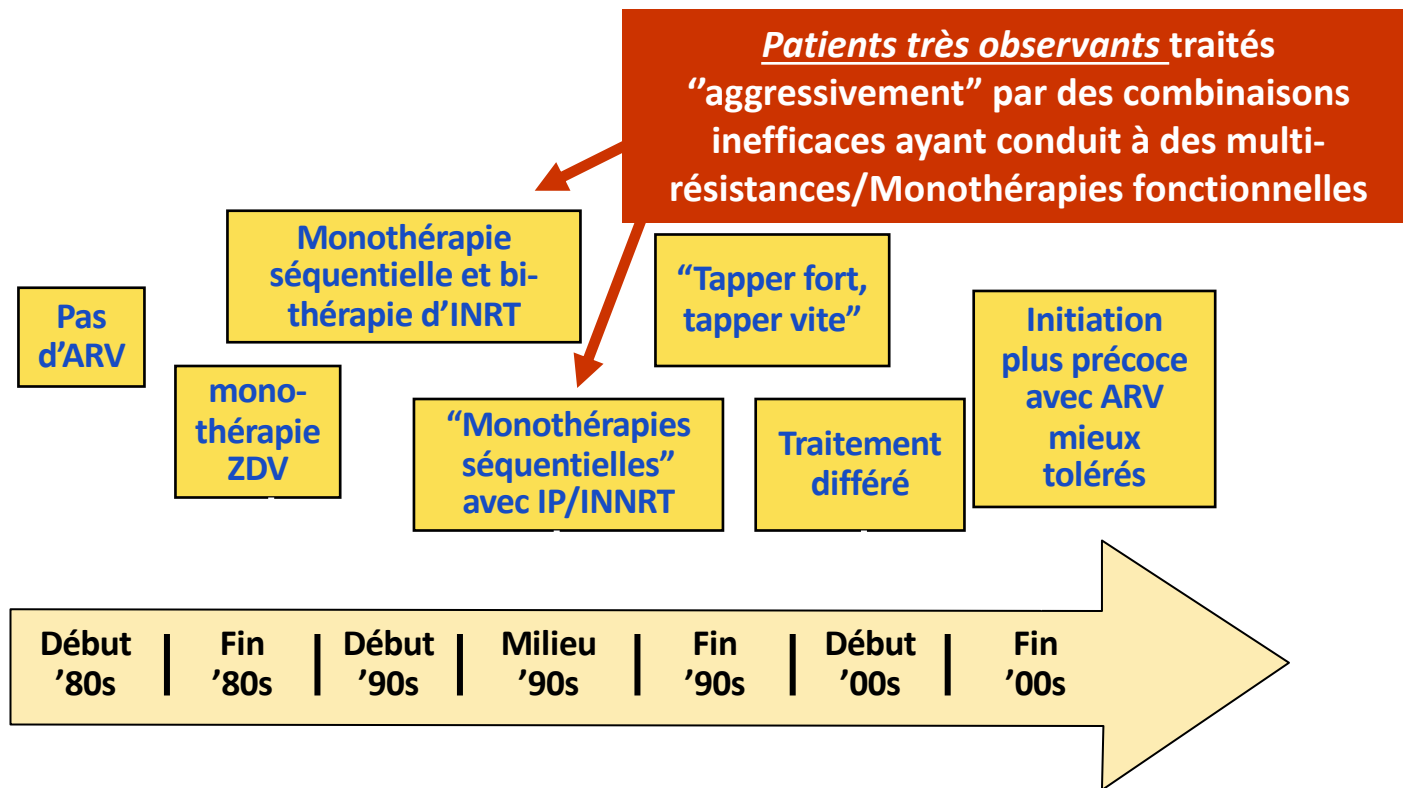 Patients très observants traités
‘’aggressivement” par des combinaisons
inefficaces ayant conduit à des multi-
résistances/Monothérapies fonctionnelles
Monothérapie
séquentielle et bi-
thérapie d’INRT
“Tapper fort,
tapper vite”
Pas
d’ARV
Initiation
plus précoce
avec ARV
mieux
tolérés
mono-
thérapie
ZDV
“Monothérapies
séquentielles”
avec IP/INNRT
Traitement
différé
Début
’80s
Fin
’80s
Début
’90s
Milieu
’90s
Fin
’90s
Début
’00s
Fin
’00s